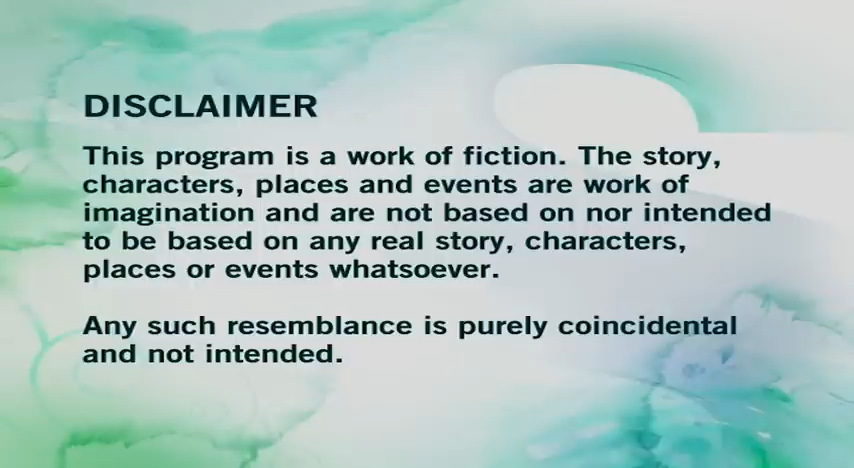 DISCLAIMER
This program is a work of fiction. The story,
characters, places and events are work of
imagination and are not based on nor intended
to be based on any real story, characters,
places or events whatsoever.
Any such resemblance is purely coincidental
and not intended.